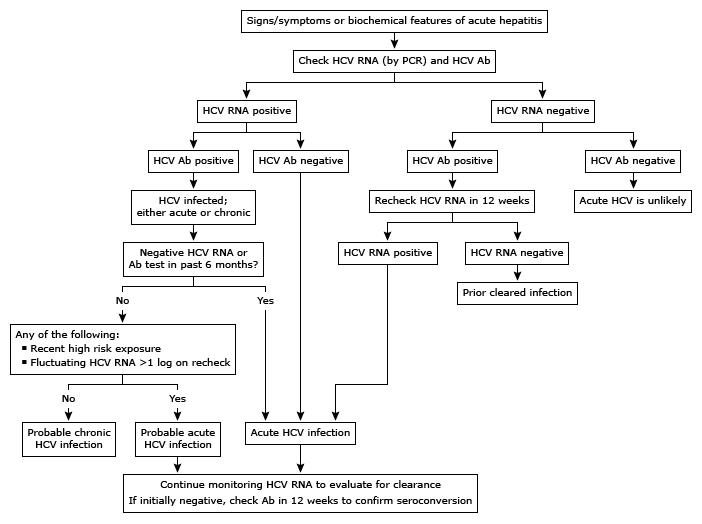 Signs/symptoms or biochemical features of acute hepatitis
Check HCV RNA (by PCR) and HCV Ab
HCV RNA positive
HCV RNA negative
HCV Ab positive
HCV Ab negative
HCV Ab positive
HCV Ab negative
HCV infected;
either acute or chronic
Recheck HCV RNA in 12 weeks
Acute HCV is unlikely
Negative HCV RNA or
Ab test in past 6 months?
HCV RNA positive
HCV RNA negative
No
Yes
Prior cleared infection
Any of the following:
▪ Recent high risk exposure
▪ Fluctuating HCV RNA >1 log on recheck
No
Yes
Probable chronic
HCV infection
Probable acute
HCV infection
Acute HCV infection
Continue monitoring HCV RNA to evaluate for clearance
If initially negative, check Ab in 12 weeks to confirm seroconversion